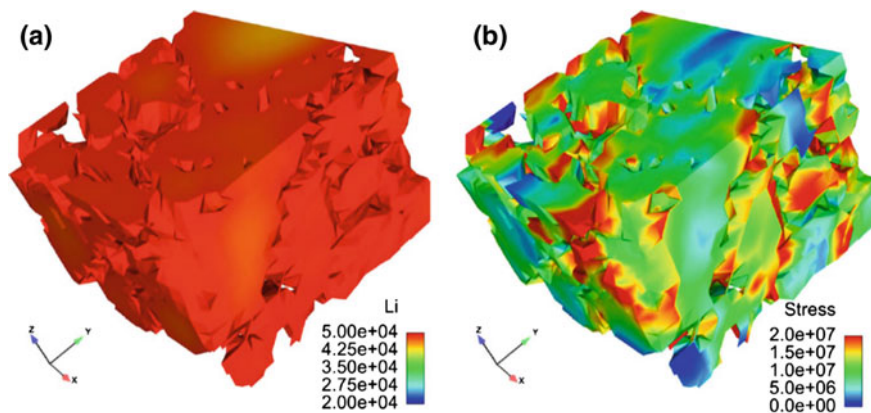 (a)
Li
5.00e+04
4.25e+04
3.50e+04
2.75e+04
2.00e+04
Z
Y
X
(b)
Stress
2.0e+07
1.5e+07
1.0e+07
5.0e+06
0.0e+00
Z
Y
X